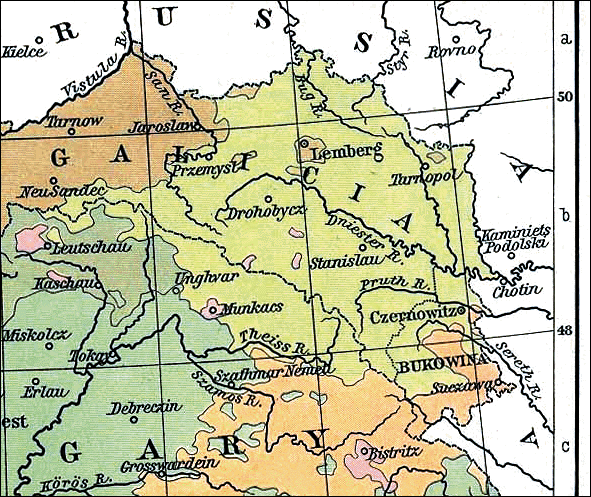 RUSSIA
Kielce
Vistula R.
San R.
Bug R.
Styr R.
Rovno
a
50
Tarnow
Jaroslaw
GALICIA
Przemysl
Lemberg
Tarnopol
Neu Sandec
Drohobycz
Dniester R.
Kaminiets
Podolski
b
Leutschau
Stanislau
Kaschau
Unghvar
Pruth R.
Chotin
Munkacs
Czernowitz
Miskolcz
Theiss R.
48
Tokay
Szathmar Nemeti
BUKOWINA
Sereth R.
Erlau
Szamos R.
Suczawa
Debreczin
est
GARY
A
c
Grosswardein
Bistritz
Körös R.